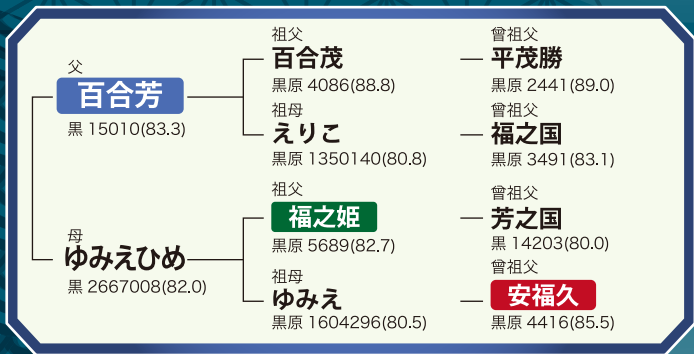 父
百合芳
黒 15010(83.3)
祖父
百合茂
黒原 4086(88.8)
曾祖父
平茂勝
黒原 2441(89.0)
祖母
えりこ
黒原 1350140(80.8)
曾祖父
福之国
黒原 3491(83.1)
母
ゆみえひめ
黒 2667008(82.0)
祖父
福之姫
黒原 5689(82.7)
曾祖父
芳之国
黒 14203(80.0)
祖母
ゆみえ
黒原 1604296(80.5)
曾祖父
安福久
黒原 4416(85.5)